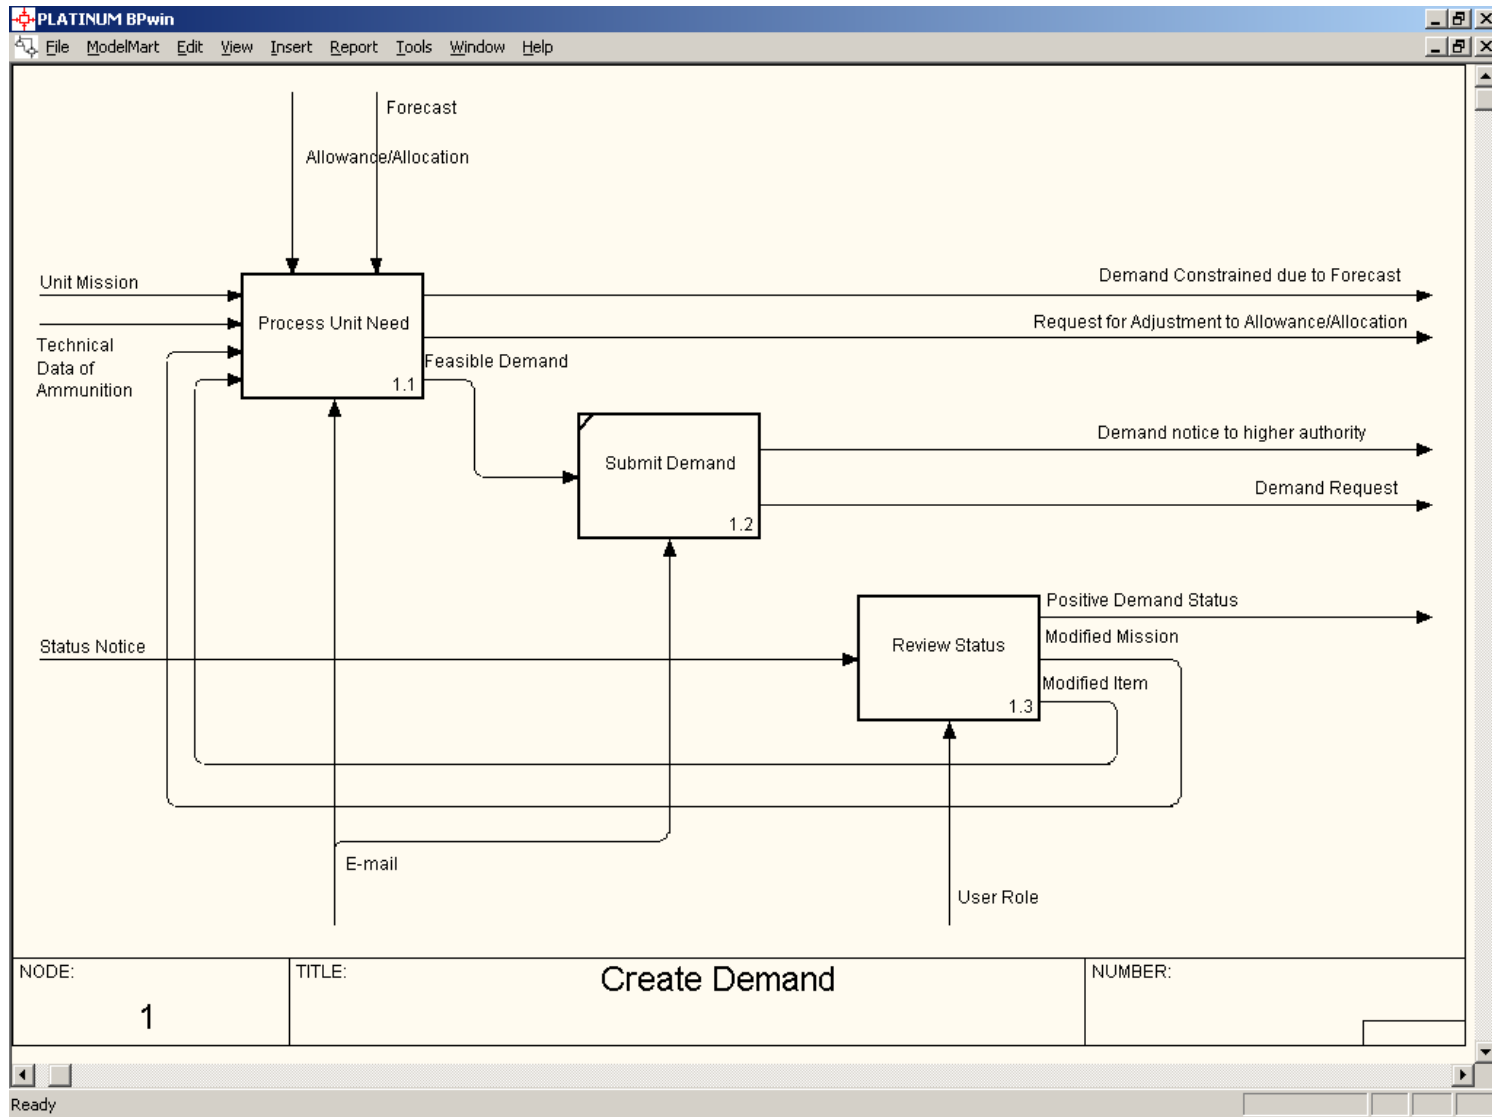 PLATINUM BPwin
File ModelMart Edit View Insert Report Tools Window Help
Forecast
Allowance/Allocation
Unit Mission
Demand Constrained due to Forecast
Process Unit Need
Request for Adjustment to Allowance/Allocation
Technical
Data of
Ammunition
Feasible Demand
1.1
Demand notice to higher authority
Submit Demand
Demand Request
1.2
Positive Demand Status
Status Notice
Review Status
Modified Mission
Modified Item
1.3
E-mail
User Role
NODE:
TITLE:
Create Demand
NUMBER:
1
Ready